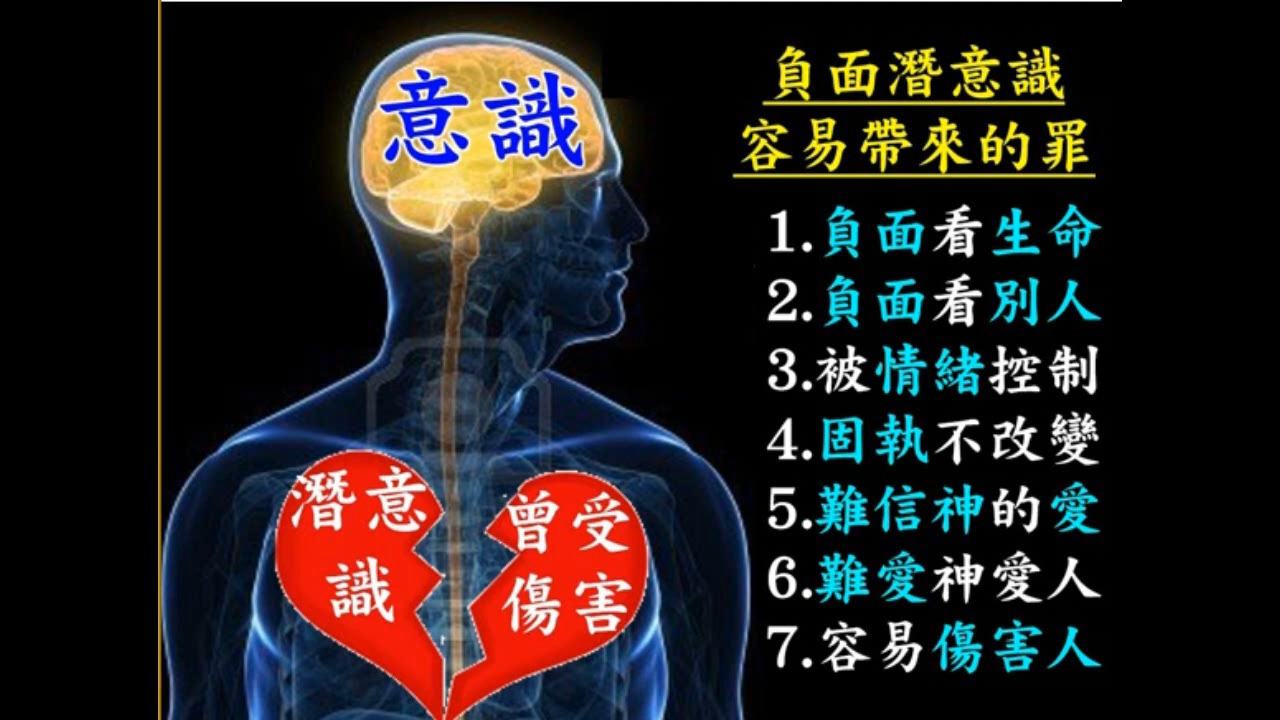 意識
潛意
識
曾受
傷害
負面潛意識
容易帶來的罪
1.負面看生命
2.負面看別人
3.被情緒控制
4.固執不改變
5.難信神的愛
6.難愛神愛人
7.容易傷害人